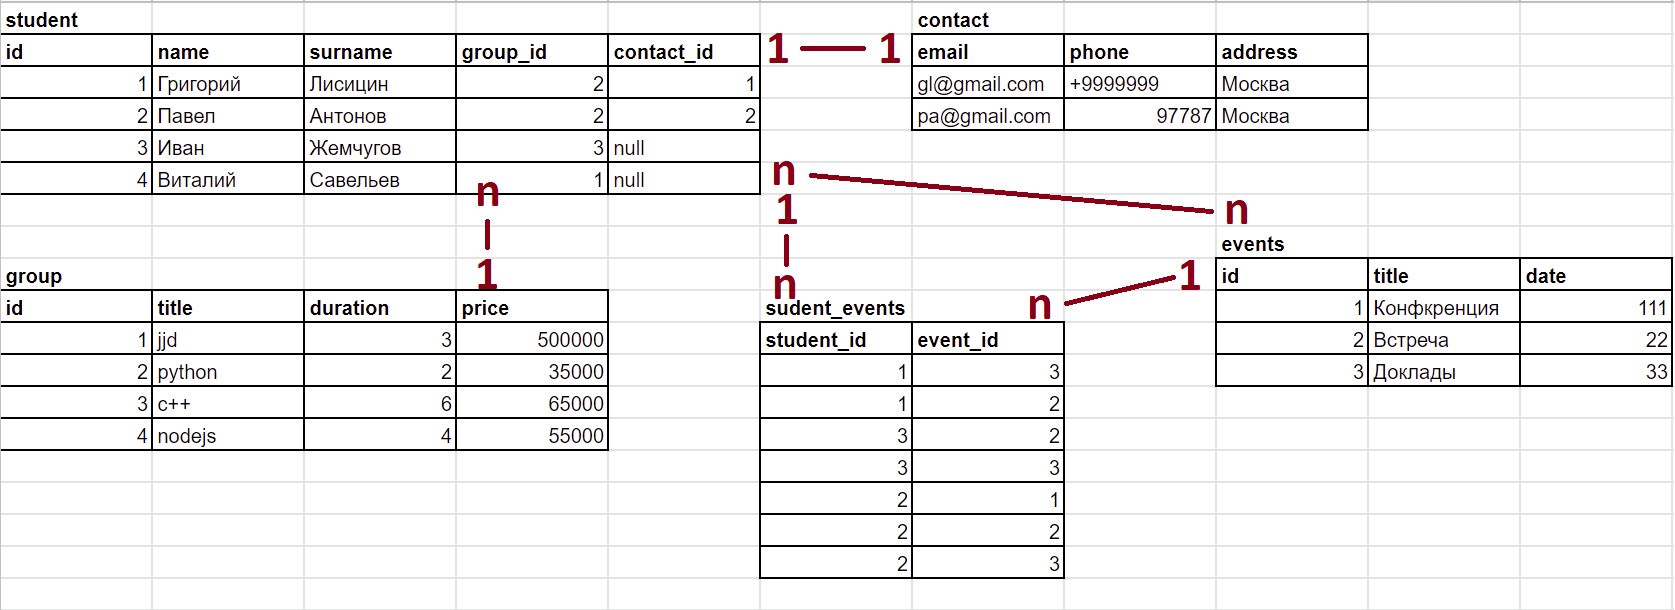 student
id name surname group_id contact_id
1 Григорий Лисицин 2 1
2 Павел Антонов 2 2
3 Иван Жемчугов 3 null
4 Виталий Савельев 1 null
1 1
contact
email phone address
gl@gmail.com +9999999 Москва
pa@gmail.com 97787 Москва
n n
1
n
n
1
group
id title duration price
1 jjd 3 500000
2 python 2 35000
3 c++ 6 65000
4 nodejs 4 55000
sudent_events
student_id event_id
1 3
1 2
3 2
3 3
2 1
2 2
2 3
n 1
events
id title date
1 Конфкренция 111
2 Встреча 22
3 Доклады 33